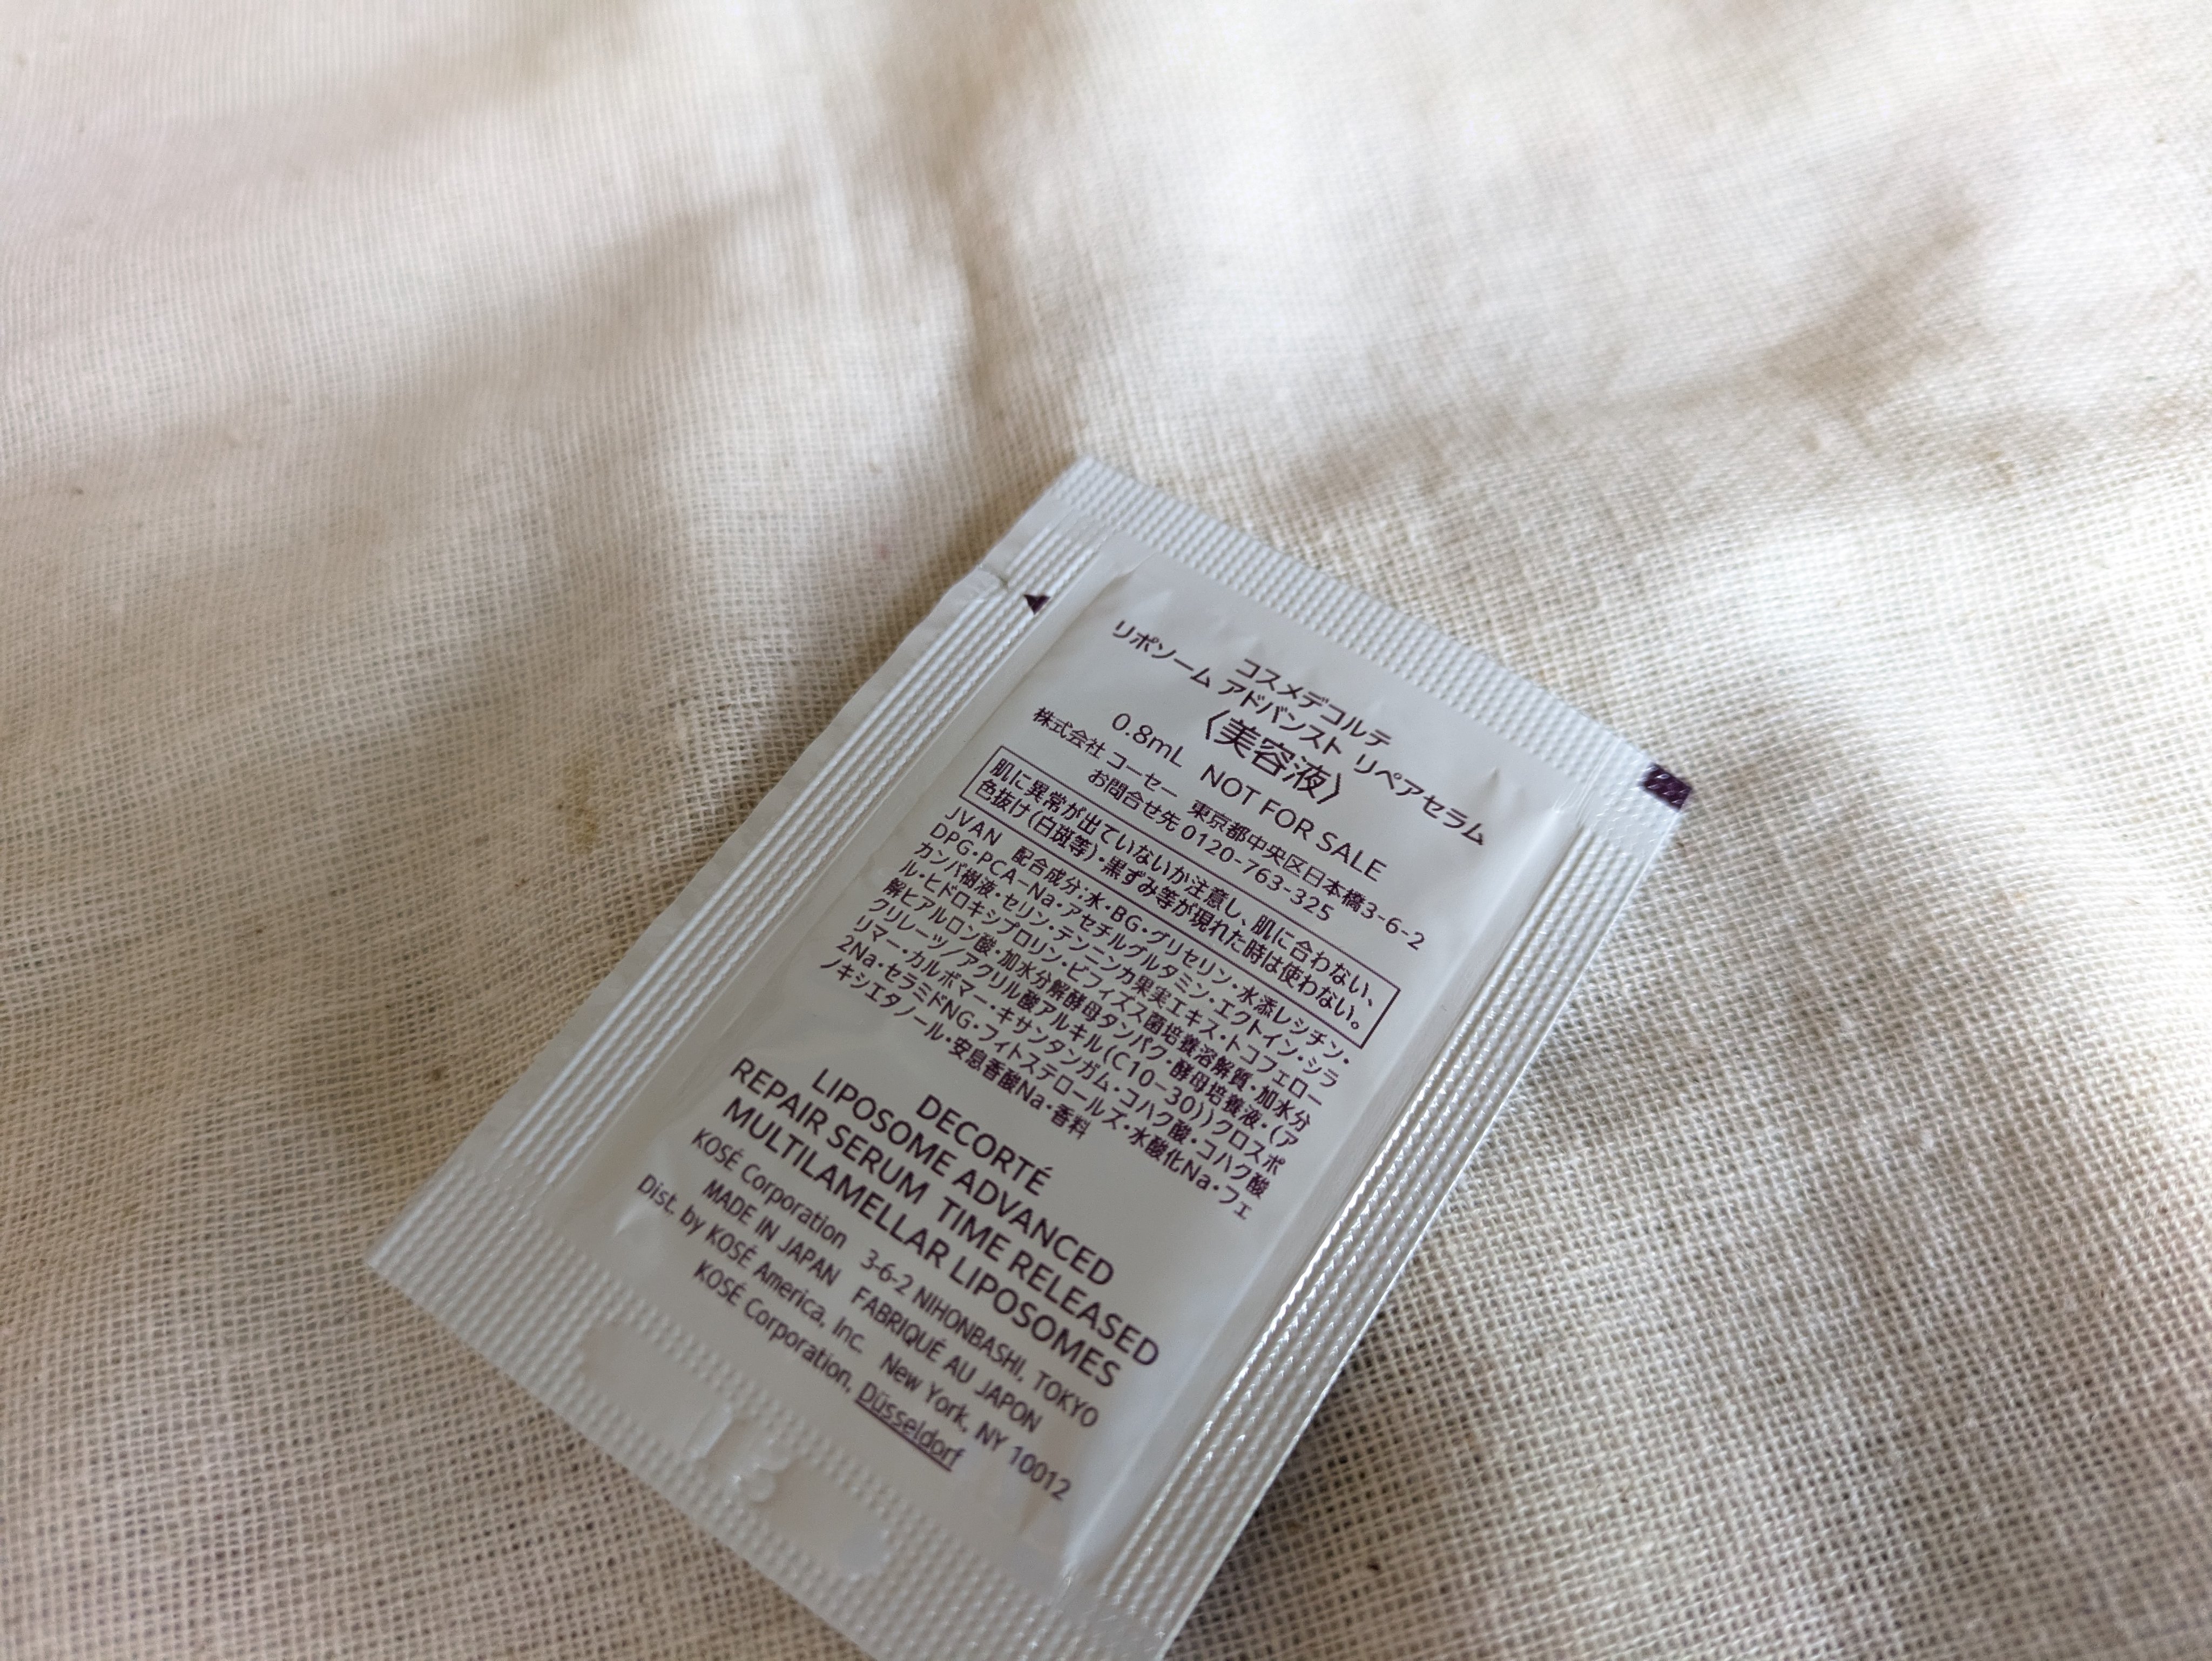 コスメデコルテ
リポソーム アドバンスト リペアセラム
〈美容液〉
0.8mL NOT FOR SALE
株式会社 コーセー 東京都中央区日本橋3-6-2
お問合せ先 0120-763-325
肌に異常が出ていないか注意し、肌に合わない、
色抜け(白斑等)・黒ずみ等が現れた時は使わない。
JVAN 配合成分:水・BG・グリセリン・水添レシチン・
DPG・PCA-Na・アセチルグルタミン・エクトイン・シラ
カンバ樹液・セリン・テンニンカ果実エキス・トコフェロー
ル・ヒドロキシプロリン・ビフィズス菌培養溶解質・加水分
解ヒアルロン酸・加水分解酵母タンパク・酵母培養液・(ア
クリレーツ/アクリル酸アルキル(C10-30))クロスポ
リマー・カルボマー・キサンタンガム・コハク酸・コハク酸
2Na・セラミドNG・フィトステロールズ・水酸化Na・フェ
ノキシエタノール・安息香酸Na・香料
DECORTÉ
LIPOSOME ADVANCED
REPAIR SERUM TIME RELEASED
MULTILAMELLAR LIPOSOMES
KOSÉ Corporation 3-6-2 NIHONBASHI, TOKYO
MADE IN JAPAN FABRIQUÉ AU JAPON
Dist. by KOSÉ America, Inc. New York, NY 10012
KOSÉ Corporation, Düsseldorf